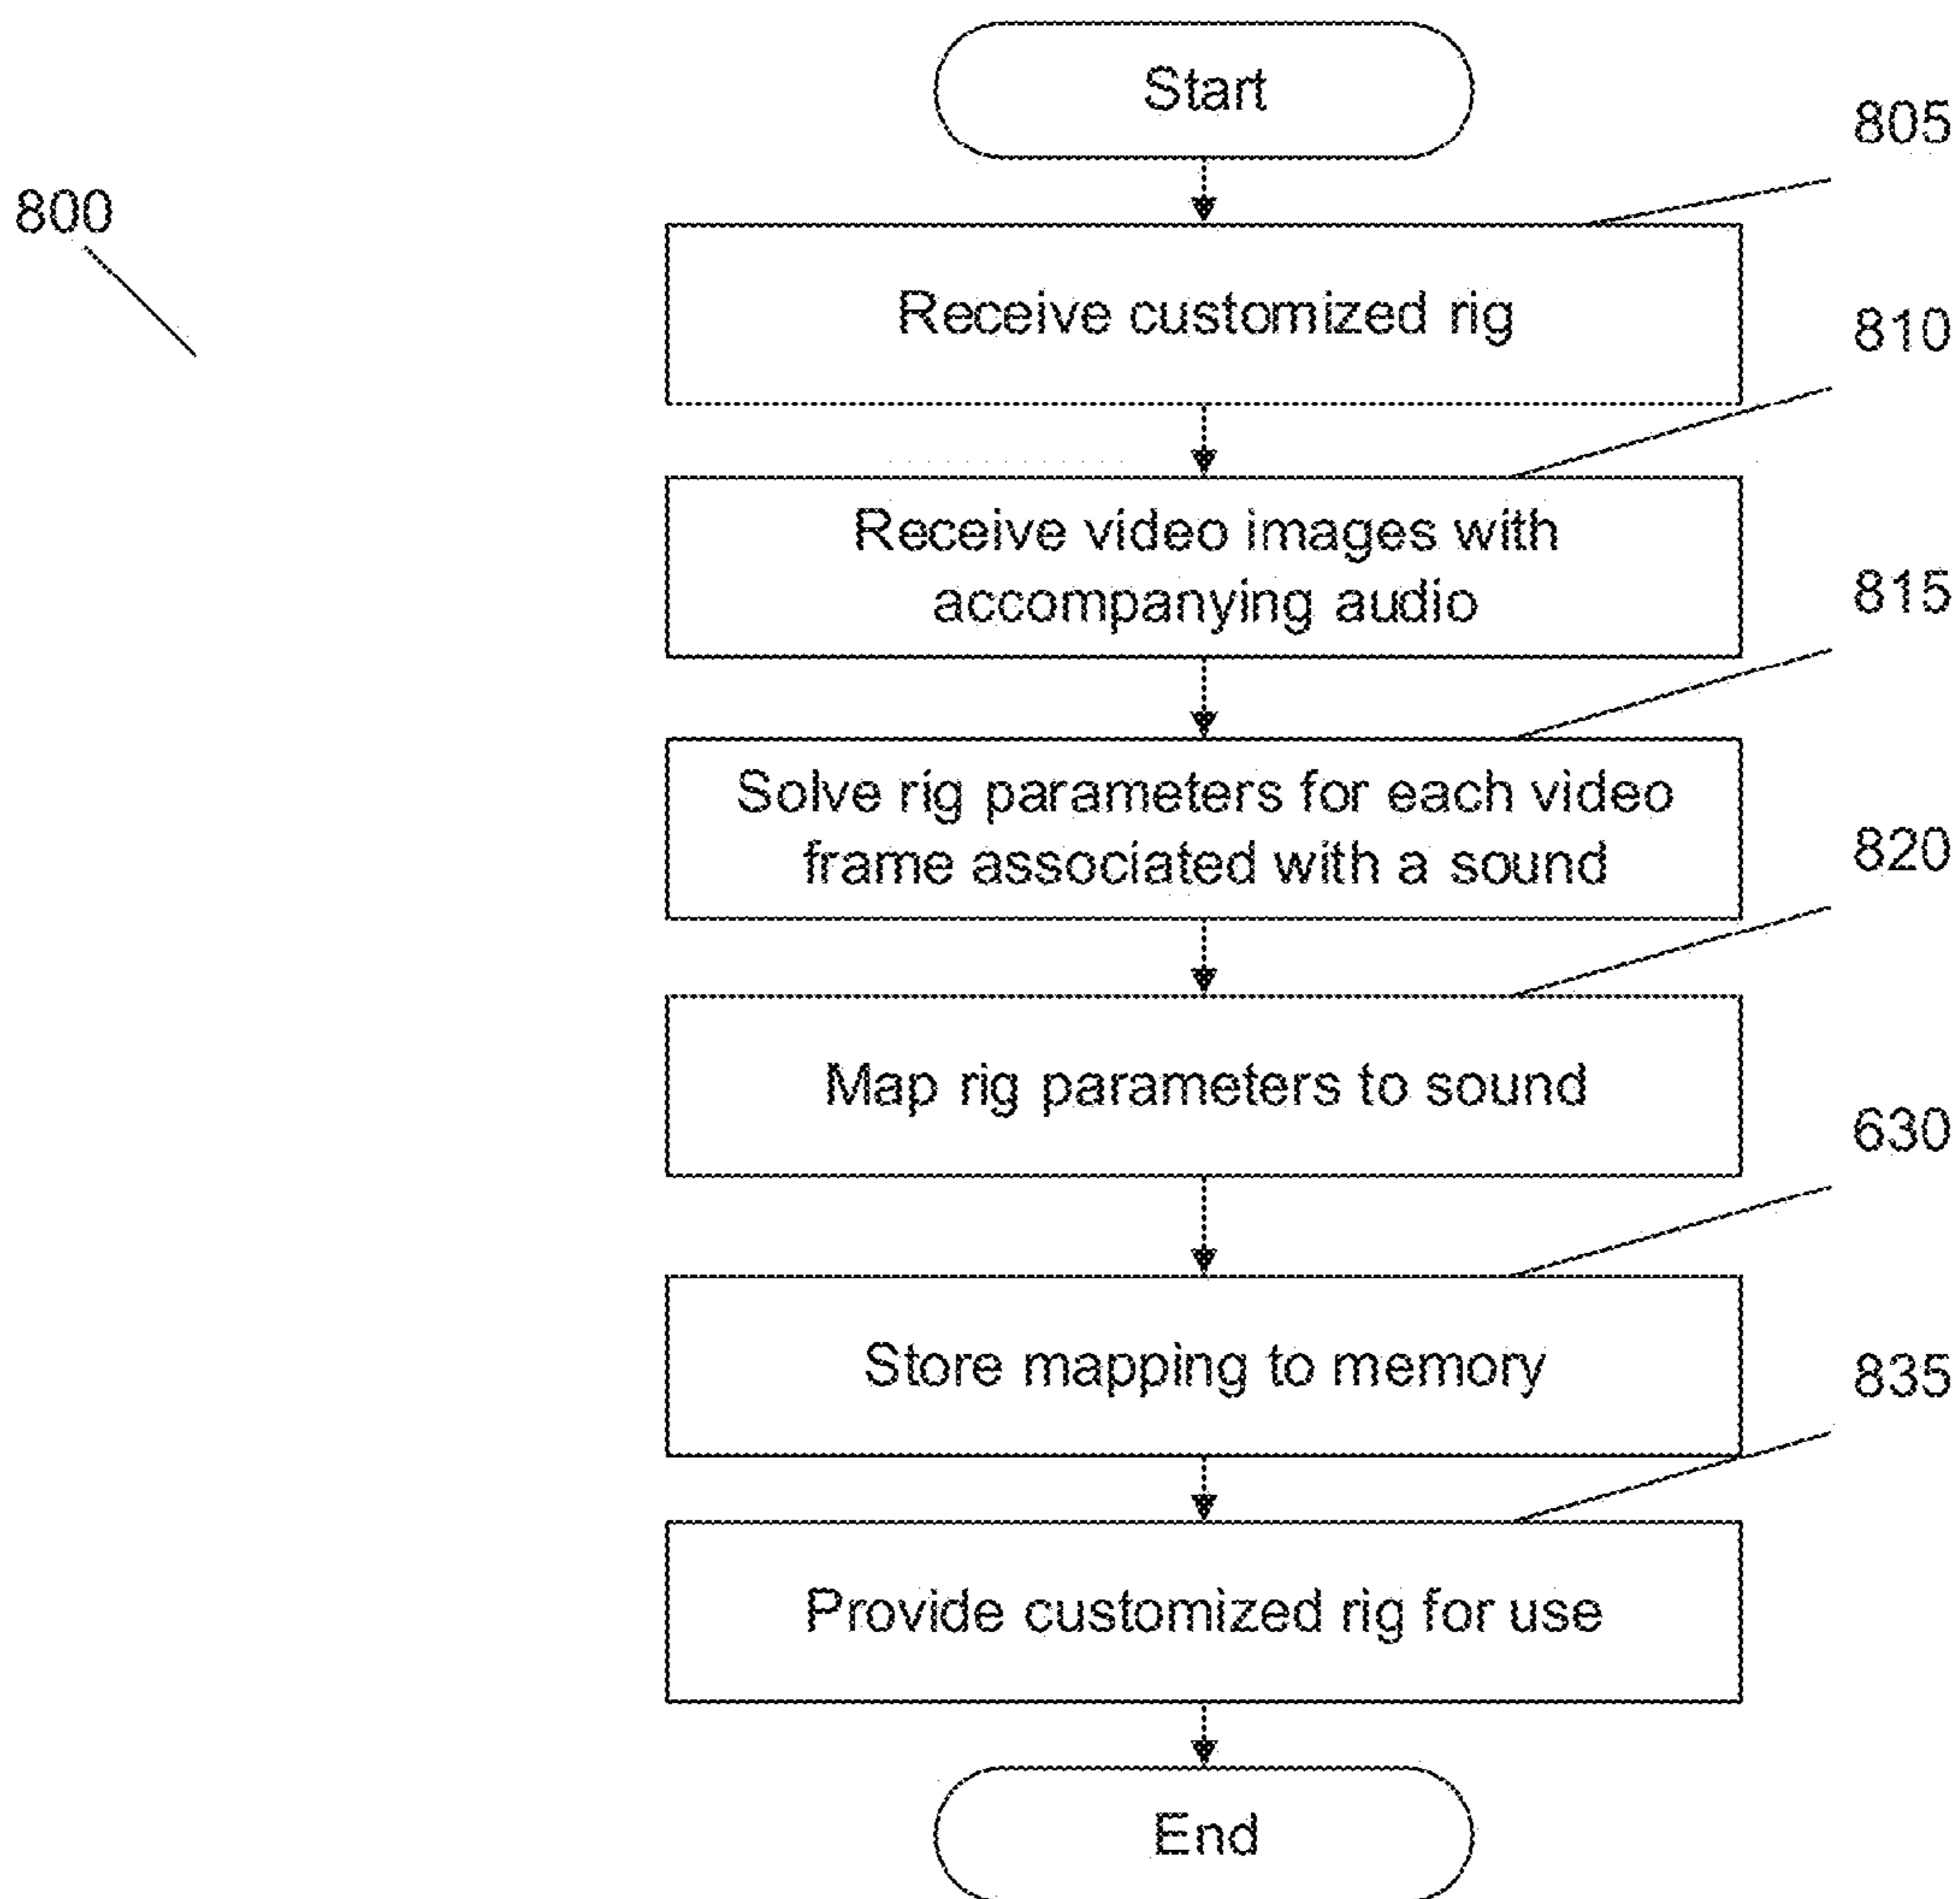 Start
805
800
Receive customized rig
810
Receive video images with
accompanying audio
815
Solve rig parameters for each video
frame associated with a sound
820
Map rig parameters to sound
630
Store mapping to memory
835
Provide customized rig for use
End